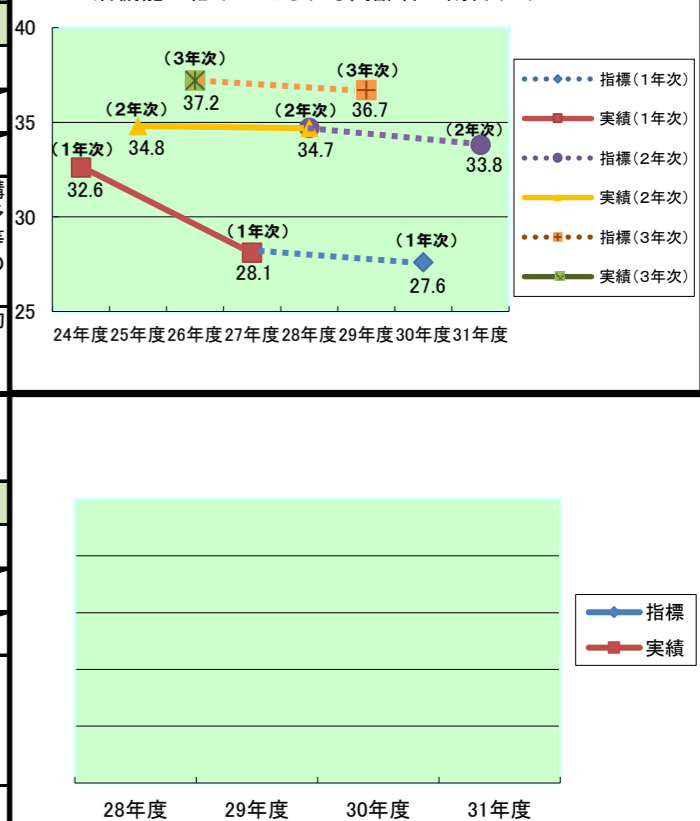 40
35
30
25
(3年次)
37.2
(3年次)
36.7
(2年次)
34.8
(2年次)
34.7
(2年次)
33.8
(1年次)
32.6
(1年次)
28.1
(1年次)
27.6
24年度 25年度 26年度 27年度 28年度 29年度 30年度 31年度
指標(1年次)
実績(1年次)
指標(2年次)
実績(2年次)
指標(3年次)
実績(3年次)
28年度 29年度 30年度 31年度
指標
実績